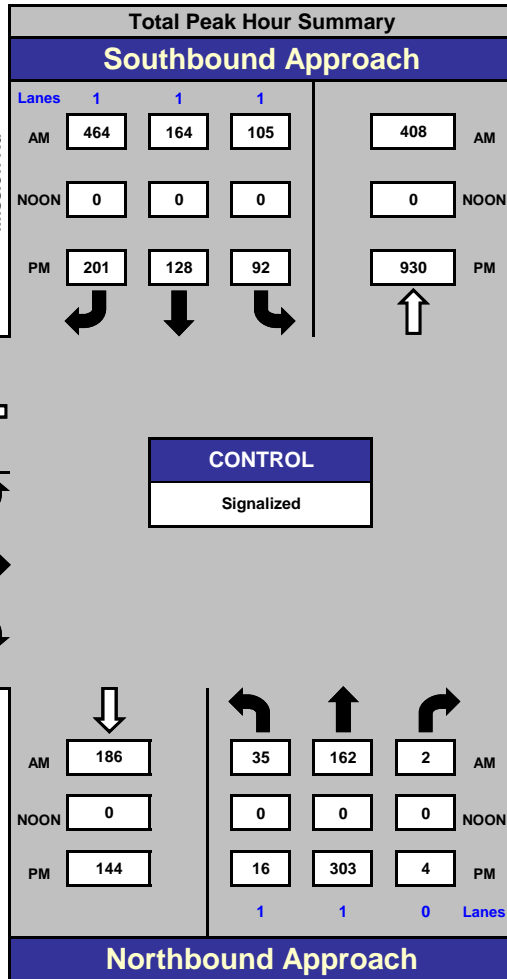 Total Peak Hour Summary
Southbound Approach
Lanes 1 1 1
AM 464 164 105 408 AM
NOON 0 0 0 0 NOON
PM 201 128 92 930 PM
CONTROL
Signalized
AM 186 35 162 2 AM
NOON 0 0 0 0 NOON
PM 144 16 303 4 PM
1 1 0 Lanes
Northbound Approach